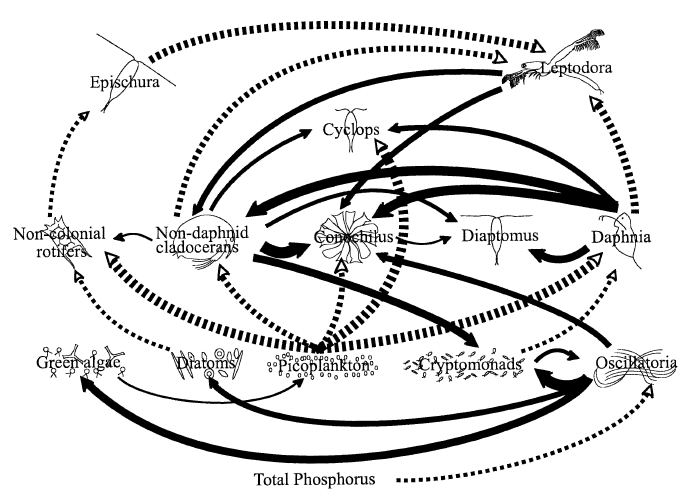 Epischura
Leptodora
Cyclops
Non-colonial
rotifers
Non-daphnid
cladocerans
Conochilus
Diaptomus
Daphnia
Green algae
Diatoms
Picoplankton
Cryptomonads
Oscillatoria
Total Phosphorus